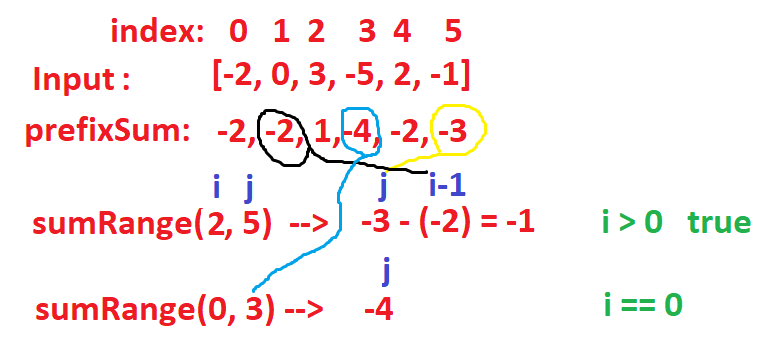 index: 0 1 2 3 4 5
Input : [-2, 0, 3, -5, 2, -1]
prefixSum: -2, -2, 1, -4, -2, -3
i j j i-1
sumRange(2, 5) --> -3 - (-2) = -1 i > 0 true
j
sumRange(0, 3) --> -4 i == 0